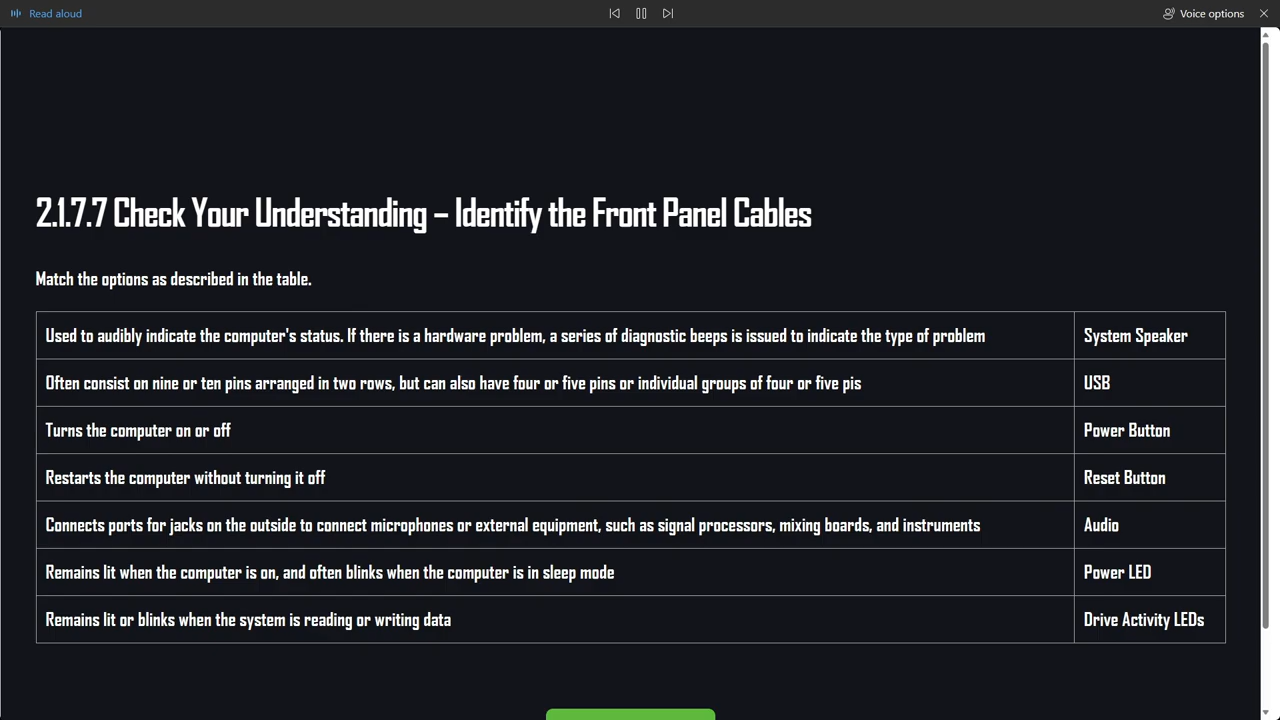 Read aloud
Voice options
2.1.7.7 Check Your Understanding – Identify the Front Panel Cables
Match the options as described in the table.
Used to audibly indicate the computer's status. If there is a hardware problem, a series of diagnostic beeps is issued to indicate the type of problem System Speaker
Often consist on nine or ten pins arranged in two rows, but can also have four or five pins or individual groups of four or five pis USB
Turns the computer on or off Power Button
Restarts the computer without turning it off Reset Button
Connects ports for jacks on the outside to connect microphones or external equipment, such as signal processors, mixing boards, and instruments Audio
Remains lit when the computer is on, and often blinks when the computer is in sleep mode Power LED
Remains lit or blinks when the system is reading or writing data Drive Activity LEDs